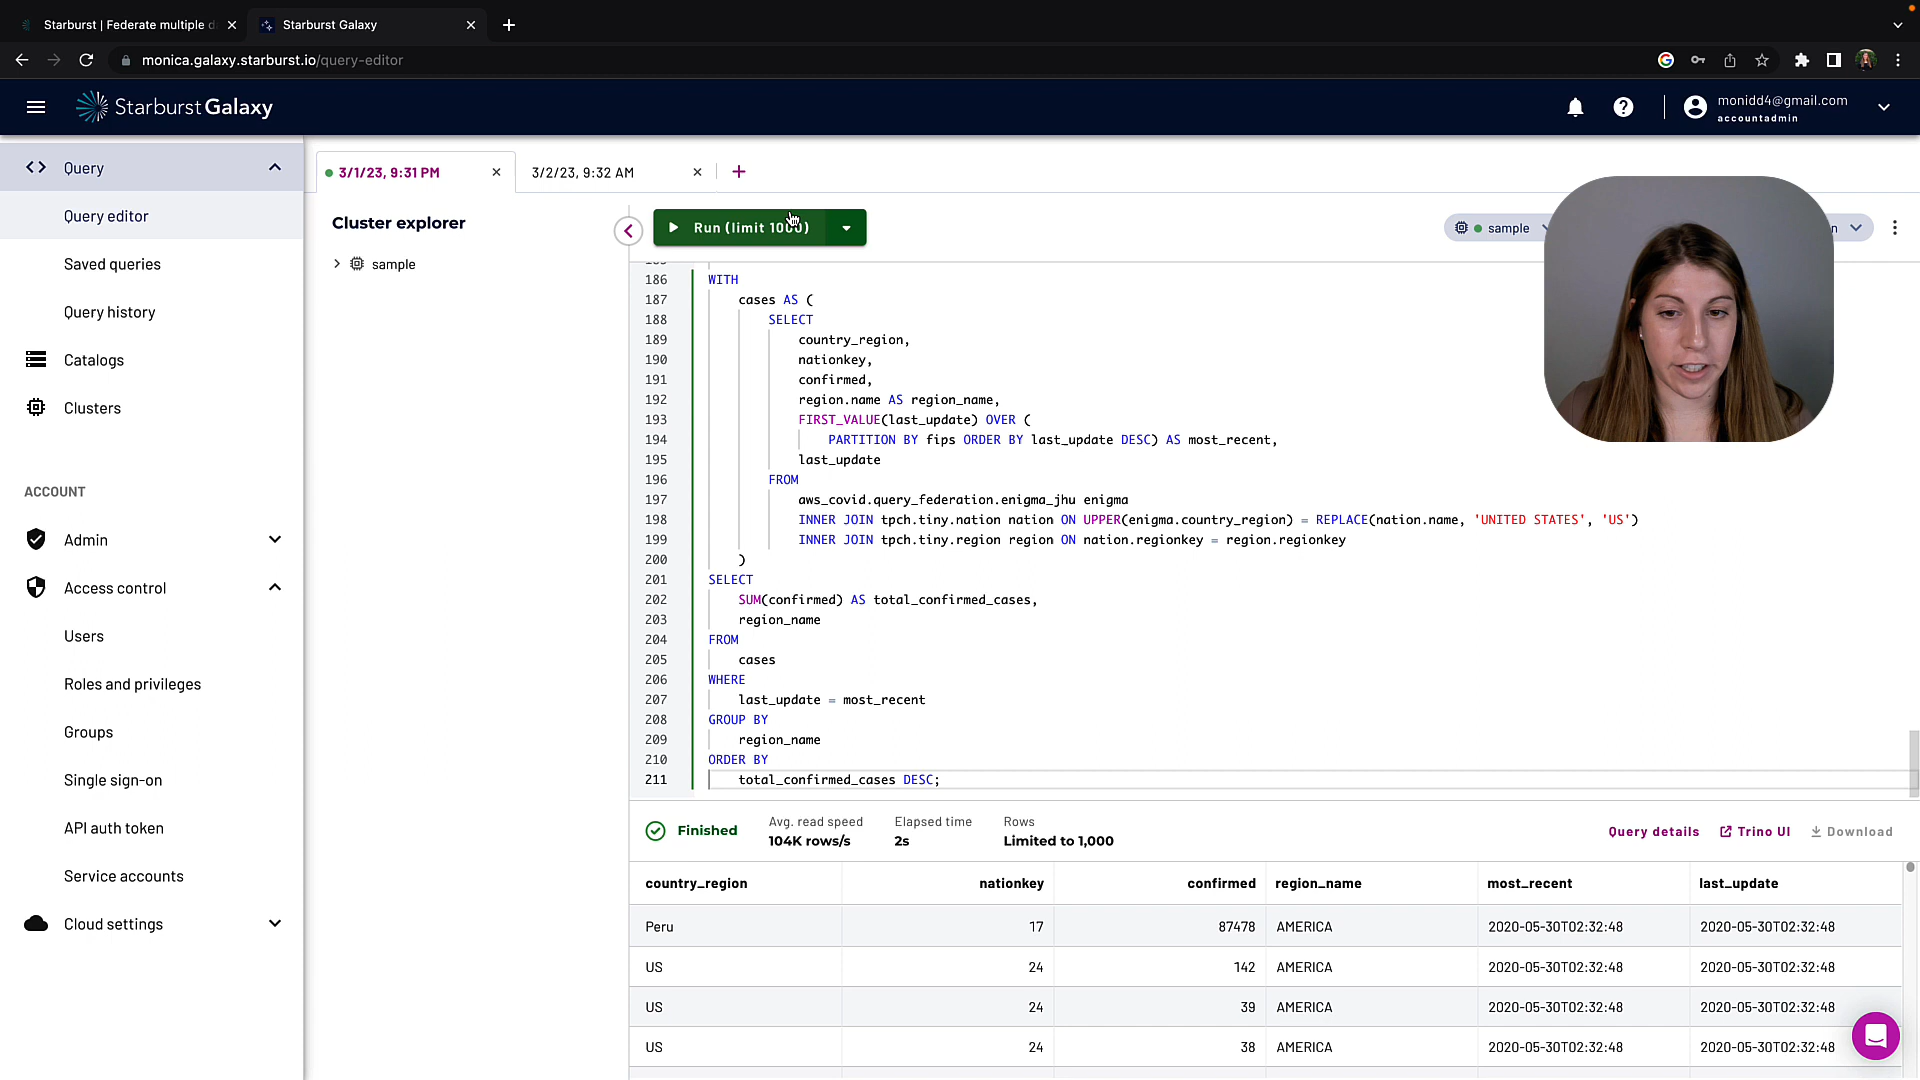 Starburst | Federate multiple d
Starburst Galaxy
monica.galaxy.starburst.io/query-editor
Starburst Galaxy
monidd4@gmail.com
accountadmin
Query
Query editor
Saved queries
Query history
Catalogs
Clusters
ACCOUNT
Admin
Access control
Users
Roles and privileges
Groups
Single sign-on
API auth token
Service accounts
Cloud settings
3/1/23, 9:31 PM
3/2/23, 9:32 AM
Cluster explorer
sample
Run (limit 1000)
sample
n
186 WITH
187 cases AS (
188 SELECT
189 country_region,
190 nationkey,
191 confirmed,
192 region.name AS region_name,
193 FIRST_VALUE(last_update) OVER (
194 PARTITION BY fips ORDER BY last_update DESC) AS most_recent,
195 last_update
196 FROM
197 aws_covid.query_federation.enigma_jhu enigma
198 INNER JOIN tpch.tiny.nation nation ON UPPER(enigma.country_region) = REPLACE(nation.name, 'UNITED STATES', 'US')
199 INNER JOIN tpch.tiny.region region ON nation.regionkey = region.regionkey
200 )
201 SELECT
202 SUM(confirmed) AS total_confirmed_cases,
203 region_name
204 FROM
205 cases
206 WHERE
207 last_update = most_recent
208 GROUP BY
209 region_name
210 ORDER BY
211 total_confirmed_cases DESC;
Finished
Avg. read speed
104K rows/s
Elapsed time
2s
Rows
Limited to 1,000
Query details
Trino UI
Download
country_region nationkey confirmed region_name most_recent last_update
Peru 17 87478 AMERICA 2020-05-30T02:32:48 2020-05-30T02:32:48
US 24 142 AMERICA 2020-05-30T02:32:48 2020-05-30T02:32:48
US 24 39 AMERICA 2020-05-30T02:32:48 2020-05-30T02:32:48
US 24 38 AMERICA 2020-05-30T02:32:48 2020-05-30T02:32:48